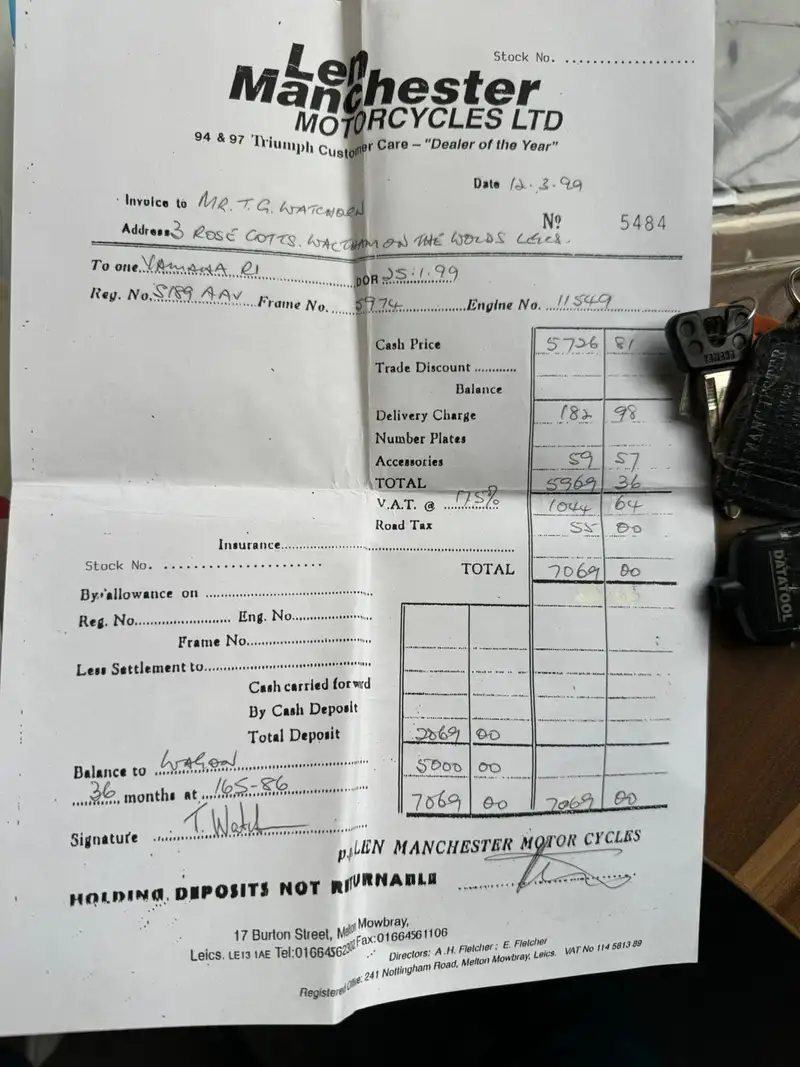 Stock No. ....................
Len
Manchester
MOTORCYCLES LTD
94 & 97 Triumph Customer Care – "Dealer of the Year"
Date 12.3.99
Invoice to MR. T. G. WATCHORN
Nº 5484
Address 3 ROSE COTTS. WALTHAM ON THE WOLDS LEICS.
To one YAMAHA R1 DOR 25.1.99
Reg. No. S189 AAV Frame No. 5974 Engine No. 11549
Cash Price 5726 81
Trade Discount ............
Balance
Delivery Charge 182 98
Number Plates
Accessories 59 57
TOTAL 5969 36
V.A.T. @ 17.5% 1044 64
Road Tax 55 00
Insurance
Stock No. ......................
TOTAL 7069 00
By allowance on
Reg. No. Eng. No.
Frame No.
Less Settlement to
Cash carried forwrd
By Cash Deposit
Total Deposit 2069 00
Balance to 5000 00
36 months at 165-86
7069 00 7069 00
Signature T. Watch
p.p. LEN MANCHESTER MOTOR CYCLES
HOLDING DEPOSITS NOT RETURNABLE
17 Burton Street, Melton Mowbray,
Leics. LE13 1AE Tel:01664562302 Fax:01664561106
Directors: A.H. Fletcher; E. Fletcher
Registered Office: 241 Nottingham Road, Melton Mowbray, Leics. VAT No 114 5813 89
MANCHESTER
DATATOOL